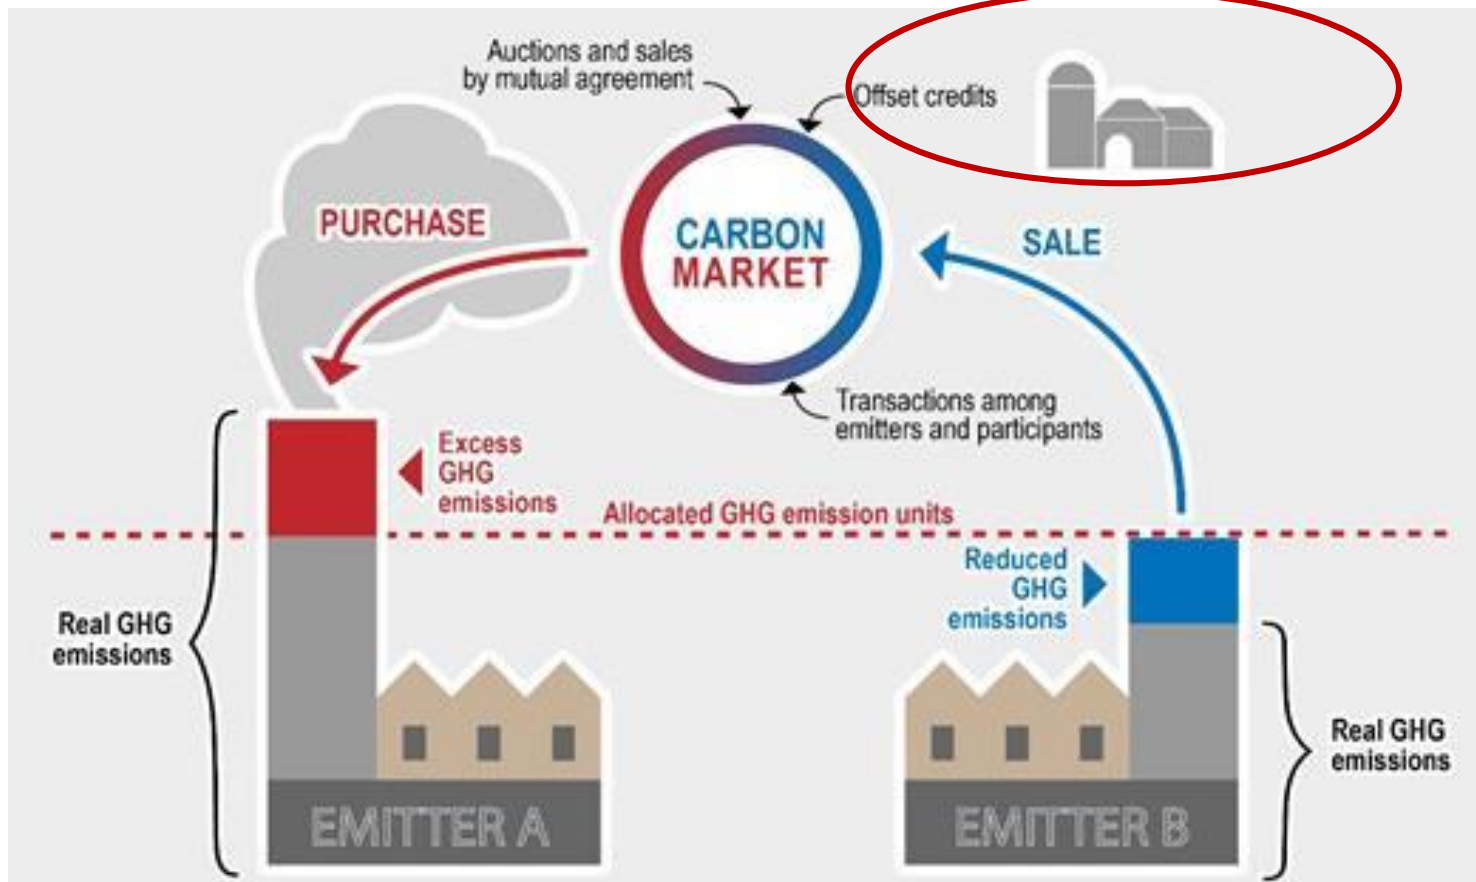 Auctions and sales
by mutual agreement
Offset credits
PURCHASE
CARBON
MARKET
SALE
Transactions among
emitters and participants
Excess
GHG
emissions
Allocated GHG emission units
Reduced
GHG
emissions
Real GHG
emissions
Real GHG
emissions
EMITTER A
EMITTER B